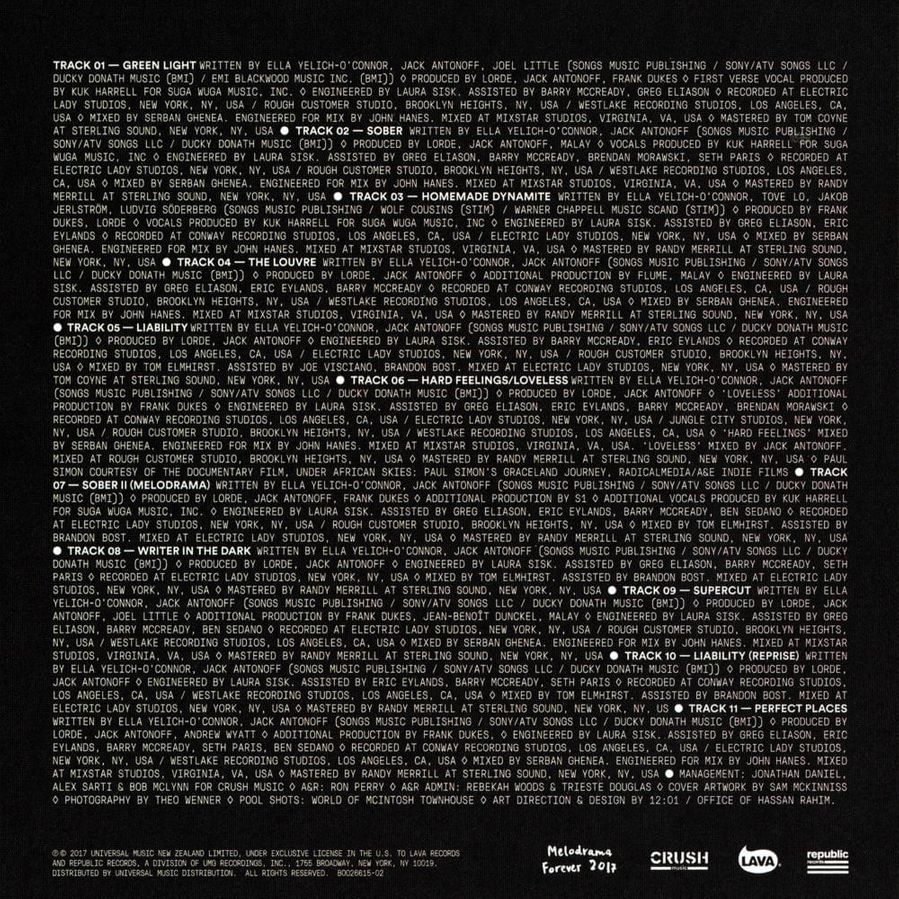 TRACK 01 — GREEN LIGHT WRITTEN BY ELLA YELICH-O'CONNOR, JACK ANTONOFF, JOEL LITTLE (SONGS MUSIC PUBLISHING / SONY/ATV SONGS LLC /
DUCKY DONATH MUSIC (BMI) / EMI BLACKWOOD MUSIC INC. (BMI)) ◊ PRODUCED BY LORDE, JACK ANTONOFF, FRANK DUKES ◊ FIRST VERSE VOCAL PRODUCED
BY KUK HARRELL FOR SUGA WUGA MUSIC, INC. ◊ ENGINEERED BY LAURA SISK. ASSISTED BY BARRY MCCREADY, GREG ELIASON ◊ RECORDED AT ELECTRIC
LADY STUDIOS, NEW YORK, NY, USA / ROUGH CUSTOMER STUDIO, BROOKLYN HEIGHTS, NY, USA / WESTLAKE RECORDING STUDIOS, LOS ANGELES, CA,
USA ◊ MIXED BY SERBAN GHENEA. ENGINEERED FOR MIX BY JOHN HANES. MIXED AT MIXSTAR STUDIOS, VIRGINIA, VA, USA ◊ MASTERED BY TOM COYNE
AT STERLING SOUND, NEW YORK, NY, USA ● TRACK 02 — SOBER WRITTEN BY ELLA YELICH-O'CONNOR, JACK ANTONOFF (SONGS MUSIC PUBLISHING /
SONY/ATV SONGS LLC / DUCKY DONATH MUSIC (BMI)) ◊ PRODUCED BY LORDE, JACK ANTONOFF, MALAY ◊ VOCALS PRODUCED BY KUK HARRELL FOR SUGA
WUGA MUSIC, INC ◊ ENGINEERED BY LAURA SISK. ASSISTED BY GREG ELIASON, BARRY MCCREADY, BRENDAN MORAWSKI, SETH PARIS ◊ RECORDED AT
ELECTRIC LADY STUDIOS, NEW YORK, NY, USA / ROUGH CUSTOMER STUDIO, BROOKLYN HEIGHTS, NY, USA / WESTLAKE RECORDING STUDIOS, LOS ANGELES,
CA, USA ◊ MIXED BY SERBAN GHENEA. ENGINEERED FOR MIX BY JOHN HANES. MIXED AT MIXSTAR STUDIOS, VIRGINIA, VA, USA ◊ MASTERED BY RANDY
MERRILL AT STERLING SOUND, NEW YORK, NY, USA ● TRACK 03 — HOMEMADE DYNAMITE WRITTEN BY ELLA YELICH-O'CONNOR, TOVE LO, JAKOB
JERLSTRÖM, LUDVIG SÖDERBERG (SONGS MUSIC PUBLISHING / WOLF COUSINS (STIM) / WARNER CHAPPELL MUSIC SCAND (STIM)) ◊ PRODUCED BY FRANK
DUKES, LORDE ◊ VOCALS PRODUCED BY KUK HARRELL FOR SUGA WUGA MUSIC, INC ◊ ENGINEERED BY LAURA SISK. ASSISTED BY GREG ELIASON, ERIC
EYLANDS ◊ RECORDED AT CONWAY RECORDING STUDIOS, LOS ANGELES, CA, USA / ELECTRIC LADY STUDIOS, NEW YORK, NY, USA ◊ MIXED BY SERBAN
GHENEA. ENGINEERED FOR MIX BY JOHN HANES. MIXED AT MIXSTAR STUDIOS, VIRGINIA, VA, USA ◊ MASTERED BY RANDY MERRILL AT STERLING SOUND,
NEW YORK, NY, USA ● TRACK 04 — THE LOUVRE WRITTEN BY ELLA YELICH-O'CONNOR, JACK ANTONOFF (SONGS MUSIC PUBLISHING / SONY/ATV SONGS
LLC / DUCKY DONATH MUSIC (BMI)) ◊ PRODUCED BY LORDE, JACK ANTONOFF ◊ ADDITIONAL PRODUCTION BY FLUME, MALAY ◊ ENGINEERED BY LAURA
SISK. ASSISTED BY GREG ELIASON, ERIC EYLANDS, BARRY MCCREADY ◊ RECORDED AT CONWAY RECORDING STUDIOS, LOS ANGELES, CA, USA / ROUGH
CUSTOMER STUDIO, BROOKLYN HEIGHTS, NY, USA / WESTLAKE RECORDING STUDIOS, LOS ANGELES, CA, USA ◊ MIXED BY SERBAN GHENEA. ENGINEERED
FOR MIX BY JOHN HANES. MIXED AT MIXSTAR STUDIOS, VIRGINIA, VA, USA ◊ MASTERED BY RANDY MERRILL AT STERLING SOUND, NEW YORK, NY, USA
● TRACK 05 — LIABILITY WRITTEN BY ELLA YELICH-O'CONNOR, JACK ANTONOFF (SONGS MUSIC PUBLISHING / SONY/ATV SONGS LLC / DUCKY DONATH MUSIC
(BMI)) ◊ PRODUCED BY LORDE, JACK ANTONOFF ◊ ENGINEERED BY LAURA SISK. ASSISTED BY BARRY MCCREADY, ERIC EYLANDS ◊ RECORDED AT CONWAY
RECORDING STUDIOS, LOS ANGELES, CA, USA / ELECTRIC LADY STUDIOS, NEW YORK, NY, USA / ROUGH CUSTOMER STUDIO, BROOKLYN HEIGHTS, NY,
USA ◊ MIXED BY TOM ELMHIRST. ASSISTED BY JOE VISCIANO, BRANDON BOST. MIXED AT ELECTRIC LADY STUDIOS, NEW YORK, NY, USA ◊ MASTERED BY
TOM COYNE AT STERLING SOUND, NEW YORK, NY, USA ● TRACK 06 — HARD FEELINGS/LOVELESS WRITTEN BY ELLA YELICH-O'CONNOR, JACK ANTONOFF
(SONGS MUSIC PUBLISHING / SONY/ATV SONGS LLC / DUCKY DONATH MUSIC (BMI)) ◊ PRODUCED BY LORDE, JACK ANTONOFF ◊ 'LOVELESS' ADDITIONAL
PRODUCTION BY FRANK DUKES ◊ ENGINEERED BY LAURA SISK. ASSISTED BY GREG ELIASON, ERIC EYLANDS, BARRY MCCREADY, BRENDAN MORAWSKI ◊
RECORDED AT CONWAY RECORDING STUDIOS, LOS ANGELES, CA, USA / ELECTRIC LADY STUDIOS, NEW YORK, NY, USA / JUNGLE CITY STUDIOS, NEW YORK,
NY, USA / ROUGH CUSTOMER STUDIO, BROOKLYN HEIGHTS, NY, USA / WESTLAKE RECORDING STUDIOS, LOS ANGELES, CA, USA ◊ 'HARD FEELINGS' MIXED
BY SERBAN GHENEA. ENGINEERED FOR MIX BY JOHN HANES. MIXED AT MIXSTAR STUDIOS, VIRGINIA, VA, USA. 'LOVELESS' MIXED BY JACK ANTONOFF.
MIXED AT ROUGH CUSTOMER STUDIO, BROOKLYN HEIGHTS, NY, USA ◊ MASTERED BY RANDY MERRILL AT STERLING SOUND, NEW YORK, NY, USA ◊ PAUL
SIMON COURTESY OF THE DOCUMENTARY FILM, UNDER AFRICAN SKIES: PAUL SIMON'S GRACELAND JOURNEY, RADICALMEDIA/A&E INDIE FILMS ● TRACK
07 — SOBER II (MELODRAMA) WRITTEN BY ELLA YELICH-O'CONNOR, JACK ANTONOFF (SONGS MUSIC PUBLISHING / SONY/ATV SONGS LLC / DUCKY DONATH
MUSIC (BMI)) ◊ PRODUCED BY LORDE, JACK ANTONOFF, FRANK DUKES ◊ ADDITIONAL PRODUCTION BY S1 ◊ ADDITIONAL VOCALS PRODUCED BY KUK HARRELL
FOR SUGA WUGA MUSIC, INC. ◊ ENGINEERED BY LAURA SISK. ASSISTED BY GREG ELIASON, ERIC EYLANDS, BARRY MCCREADY, BEN SEDANO ◊ RECORDED
AT ELECTRIC LADY STUDIOS, NEW YORK, NY, USA / ROUGH CUSTOMER STUDIO, BROOKLYN HEIGHTS, NY, USA ◊ MIXED BY TOM ELMHIRST. ASSISTED BY
BRANDON BOST. MIXED AT ELECTRIC LADY STUDIOS, NEW YORK, NY, USA ◊ MASTERED BY RANDY MERRILL AT STERLING SOUND, NEW YORK, NY, USA
● TRACK 08 — WRITER IN THE DARK WRITTEN BY ELLA YELICH-O'CONNOR, JACK ANTONOFF (SONGS MUSIC PUBLISHING / SONY/ATV SONGS LLC / DUCKY
DONATH MUSIC (BMI)) ◊ PRODUCED BY LORDE, JACK ANTONOFF ◊ ENGINEERED BY LAURA SISK. ASSISTED BY GREG ELIASON, BARRY MCCREADY, SETH
PARIS ◊ RECORDED AT ELECTRIC LADY STUDIOS, NEW YORK, NY, USA ◊ MIXED BY TOM ELMHIRST. ASSISTED BY BRANDON BOST. MIXED AT ELECTRIC LADY
STUDIOS, NEW YORK, NY, USA ◊ MASTERED BY RANDY MERRILL AT STERLING SOUND, NEW YORK, NY, USA ● TRACK 09 — SUPERCUT WRITTEN BY ELLA
YELICH-O'CONNOR, JACK ANTONOFF (SONGS MUSIC PUBLISHING / SONY/ATV SONGS LLC / DUCKY DONATH MUSIC (BMI)) ◊ PRODUCED BY LORDE, JACK
ANTONOFF, JOEL LITTLE ◊ ADDITIONAL PRODUCTION BY FRANK DUKES, JEAN-BENOÎT DUNCKEL, MALAY ◊ ENGINEERED BY LAURA SISK. ASSISTED BY GREG
ELIASON, BARRY MCCREADY, BEN SEDANO ◊ RECORDED AT ELECTRIC LADY STUDIOS, NEW YORK, NY, USA / ROUGH CUSTOMER STUDIO, BROOKLYN HEIGHTS,
NY, USA / WESTLAKE RECORDING STUDIOS, LOS ANGELES, CA, USA ◊ MIXED BY SERBAN GHENEA. ENGINEERED FOR MIX BY JOHN HANES. MIXED AT MIXSTAR
STUDIOS, VIRGINIA, VA, USA ◊ MASTERED BY RANDY MERRILL AT STERLING SOUND, NEW YORK, NY, USA ● TRACK 10 — LIABILITY (REPRISE) WRITTEN
BY ELLA YELICH-O'CONNOR, JACK ANTONOFF (SONGS MUSIC PUBLISHING / SONY/ATV SONGS LLC / DUCKY DONATH MUSIC (BMI)) ◊ PRODUCED BY LORDE,
JACK ANTONOFF ◊ ENGINEERED BY LAURA SISK. ASSISTED BY ERIC EYLANDS, BARRY MCCREADY, SETH PARIS ◊ RECORDED AT CONWAY RECORDING STUDIOS,
LOS ANGELES, CA, USA / WESTLAKE RECORDING STUDIOS, LOS ANGELES, CA, USA ◊ MIXED BY TOM ELMHIRST. ASSISTED BY BRANDON BOST. MIXED AT
ELECTRIC LADY STUDIOS, NEW YORK, NY, USA ◊ MASTERED BY RANDY MERRILL AT STERLING SOUND, NEW YORK, NY, US ● TRACK 11 — PERFECT PLACES
WRITTEN BY ELLA YELICH-O'CONNOR, JACK ANTONOFF (SONGS MUSIC PUBLISHING / SONY/ATV SONGS LLC / DUCKY DONATH MUSIC (BMI)) ◊ PRODUCED BY
LORDE, JACK ANTONOFF, ANDREW WYATT ◊ ADDITIONAL PRODUCTION BY FRANK DUKES, ◊ ENGINEERED BY LAURA SISK. ASSISTED BY GREG ELIASON, ERIC
EYLANDS, BARRY MCCREADY, SETH PARIS, BEN SEDANO ◊ RECORDED AT CONWAY RECORDING STUDIOS, LOS ANGELES, CA, USA / ELECTRIC LADY STUDIOS,
NEW YORK, NY, USA / WESTLAKE RECORDING STUDIOS, LOS ANGELES, CA, USA ◊ MIXED BY SERBAN GHENEA. ENGINEERED FOR MIX BY JOHN HANES. MIXED
AT MIXSTAR STUDIOS, VIRGINIA, VA, USA ◊ MASTERED BY RANDY MERRILL AT STERLING SOUND, NEW YORK, NY, USA ● MANAGEMENT: JONATHAN DANIEL,
ALEX SARTI & BOB MCLYNN FOR CRUSH MUSIC ◊ A&R: RON PERRY ◊ A&R ADMIN: REBEKAH WOODS & TRIESTE DOUGLAS ◊ COVER ARTWORK BY SAM MCKINNISS
◊ PHOTOGRAPHY BY THEO WENNER ◊ POOL SHOTS: WORLD OF MCINTOSH TOWNHOUSE ◊ ART DIRECTION & DESIGN BY 12:01 / OFFICE OF HASSAN RAHIM.
℗© 2017 UNIVERSAL MUSIC NEW ZEALAND LIMITED, UNDER EXCLUSIVE LICENSE IN THE U.S. TO LAVA RECORDS
AND REPUBLIC RECORDS, A DIVISION OF UMG RECORDINGS, INC., 1755 BROADWAY, NEW YORK, NY 10019.
DISTRIBUTED BY UNIVERSAL MUSIC DISTRIBUTION. ALL RIGHTS RESERVED. B0026615-02
Melodrama
Forever 2017
CRUSH
music
LAVA
republic
records